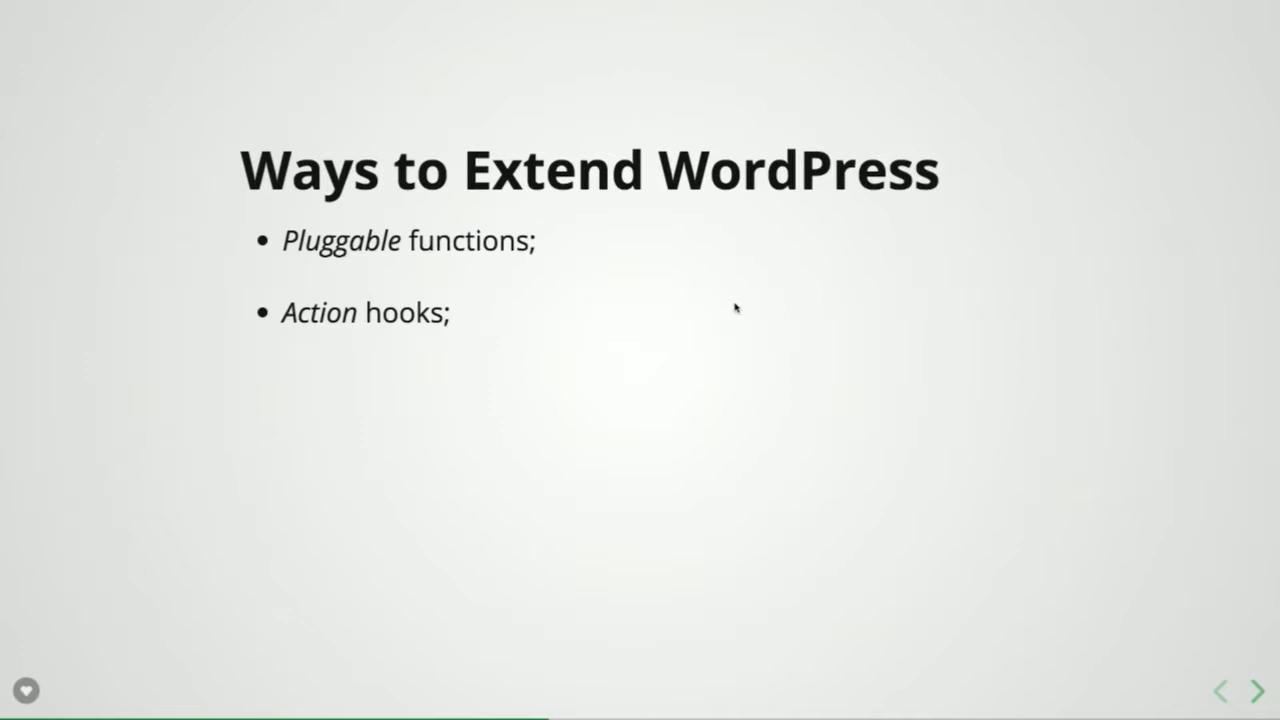 Ways to Extend WordPress
Pluggable functions;
Action hooks;